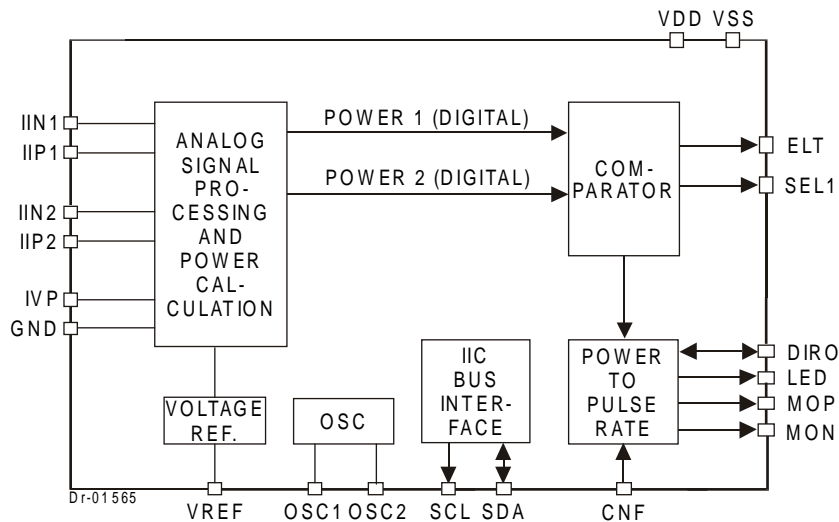 VDD VSS
IIN1
IIP1
IIN2
IIP2
IVP
GND
ANALOG
SIGNAL
PRO-
CESSING
AND
POWER
CAL-
CULATION
POWER 1 (DIGITAL)
POWER 2 (DIGITAL)
COM-
PARATOR
ELT
SEL1
VOLTAGE
REF.
OSC
IIC
BUS
INTER-
FACE
POWER
TO
PULSE
RATE
DIRO
LED
MOP
MON
Dr-01565
VREF OSC1 OSC2 SCL SDA CNF